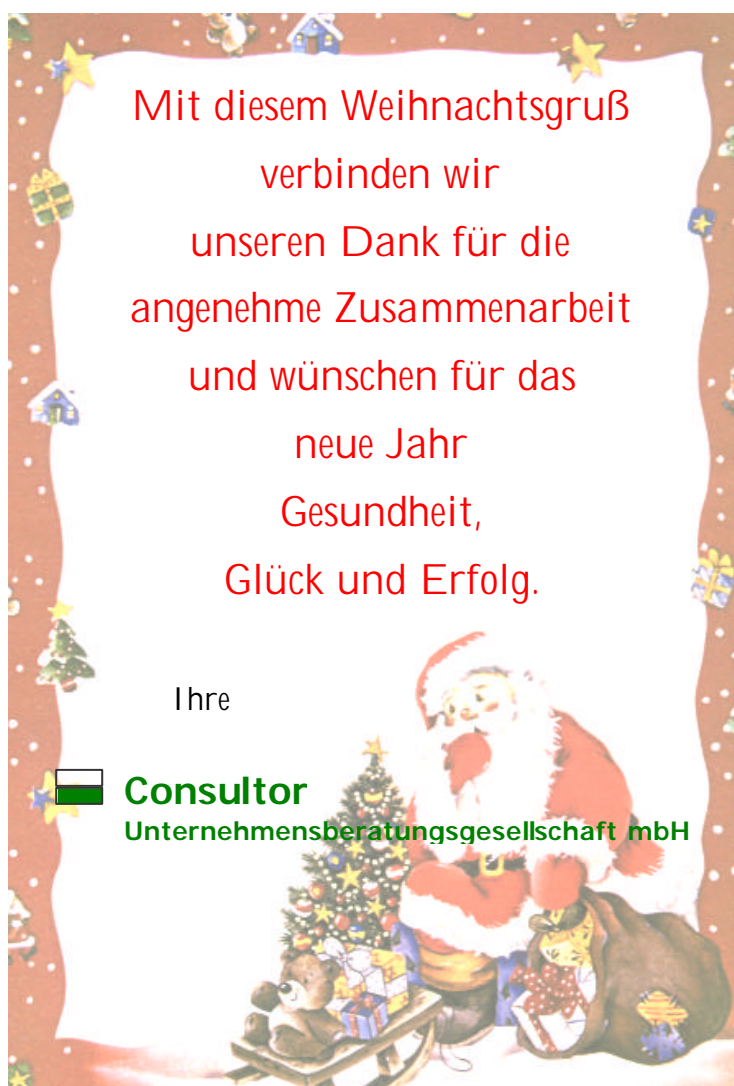 Mit diesem Weihnachtsgruß
verbinden wir
unseren Dank für die
angenehme Zusammenarbeit
und wünschen für das
neue Jahr
Gesundheit,
Glück und Erfolg.
Ihre
Consultor
Unternehmensberatungsgesellschaft mbH